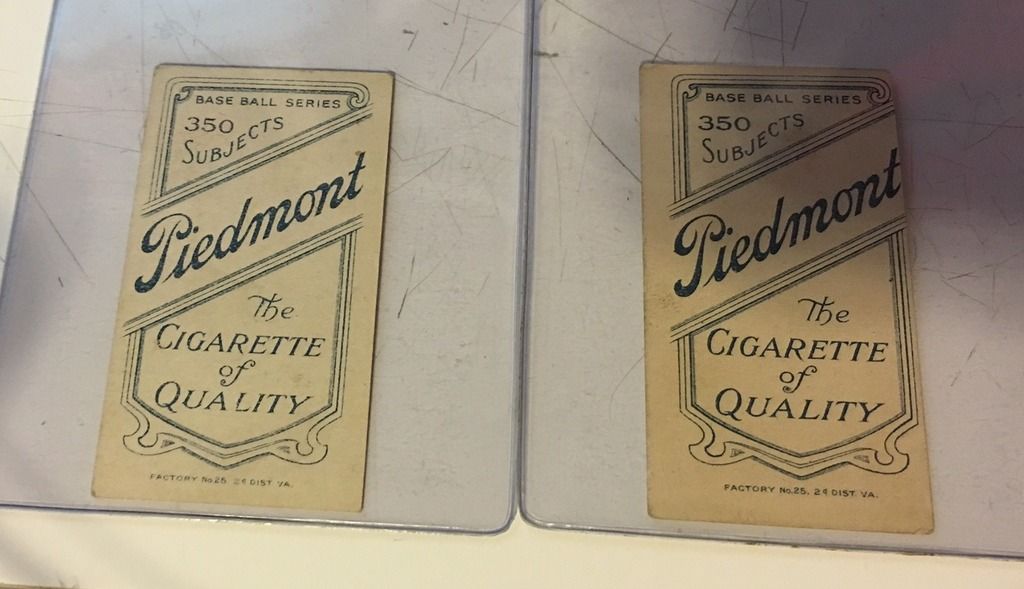 BASE BALL SERIES
350
SUBJECTS
Piedmont
The
CIGARETTE
of
QUALITY
FACTORY No.25. 2d DIST. VA.
BASE BALL SERIES
350
SUBJECTS
Piedmont
The
CIGARETTE
of
QUALITY
FACTORY No.25. 2d DIST. VA.